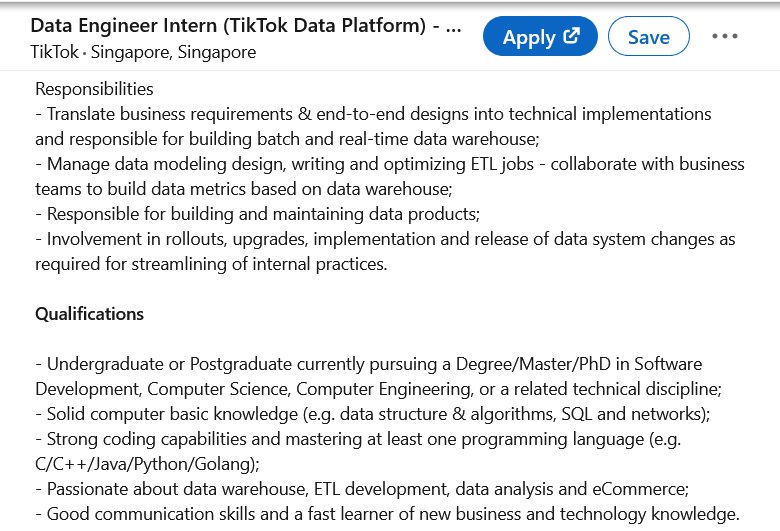 Data Engineer Intern (TikTok Data Platform) - ...
TikTok · Singapore, Singapore
Apply
Save
Responsibilities
- Translate business requirements & end-to-end designs into technical implementations
and responsible for building batch and real-time data warehouse;
- Manage data modeling design, writing and optimizing ETL jobs - collaborate with business
teams to build data metrics based on data warehouse;
- Responsible for building and maintaining data products;
- Involvement in rollouts, upgrades, implementation and release of data system changes as
required for streamlining of internal practices.
Qualifications
- Undergraduate or Postgraduate currently pursuing a Degree/Master/PhD in Software
Development, Computer Science, Computer Engineering, or a related technical discipline;
- Solid computer basic knowledge (e.g. data structure & algorithms, SQL and networks);
- Strong coding capabilities and mastering at least one programming language (e.g.
C/C++/Java/Python/Golang);
- Passionate about data warehouse, ETL development, data analysis and eCommerce;
- Good communication skills and a fast learner of new business and technology knowledge.